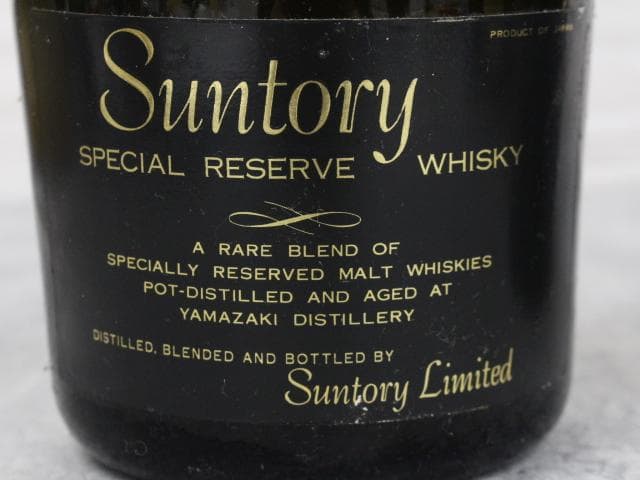 PRODUCT OF JAPAN
Suntory
SPECIAL RESERVE WHISKY
A RARE BLEND OF
SPECIALLY RESERVED MALT WHISKIES
POT-DISTILLED AND AGED AT
YAMAZAKI DISTILLERY
DISTILLED, BLENDED AND BOTTLED BY
Suntory Limited